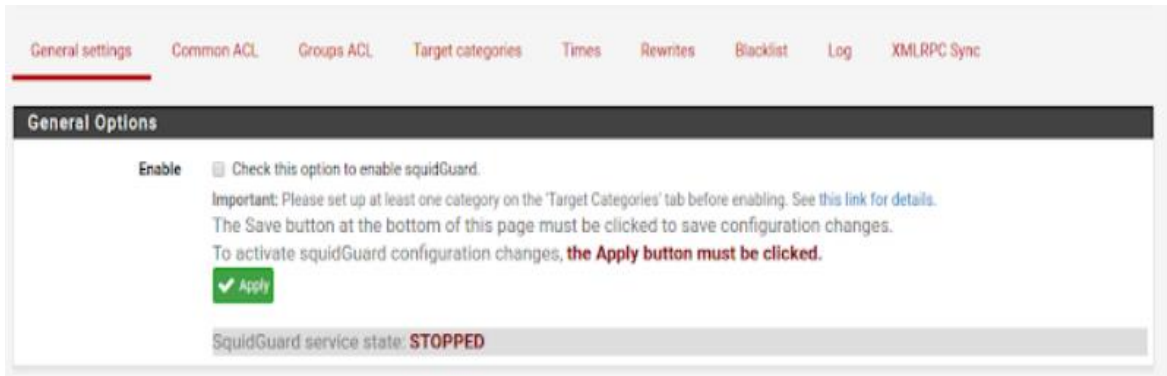 General settings Common ACL Groups ACL Target categories Times Rewrites Blacklist Log XMLRPC Sync
General Options
Enable Check this option to enable squidGuard.
Important: Please set up at least one category on the 'Target Categories' tab before enabling. See this link for details.
The Save button at the bottom of this page must be clicked to save configuration changes.
To activate squidGuard configuration changes, the Apply button must be clicked.
Apply
SquidGuard service state: STOPPED